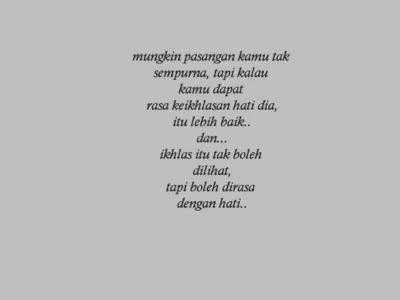 mungkin pasangan kamu tak
sempurna, tapi kalau
kamu dapat
rasa keikhlasan hati dia,
itu lebih baik..
dan...
ikhlas itu tak boleh
dilihat,
tapi boleh dirasa
dengan hati..